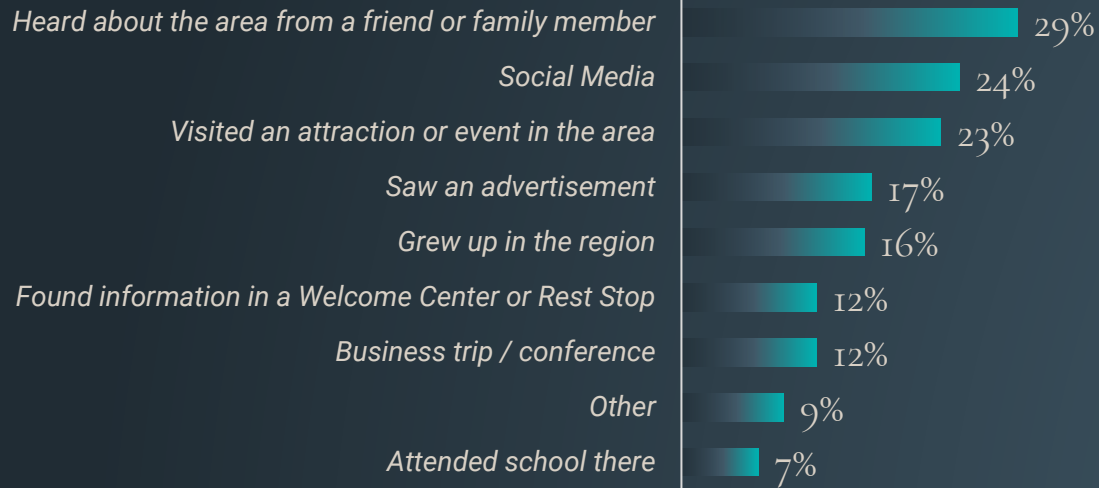 Heard about the area from a friend or family member 29%
Social Media 24%
Visited an attraction or event in the area 23%
Saw an advertisement 17%
Grew up in the region 16%
Found information in a Welcome Center or Rest Stop 12%
Business trip / conference 12%
Other 9%
Attended school there 7%